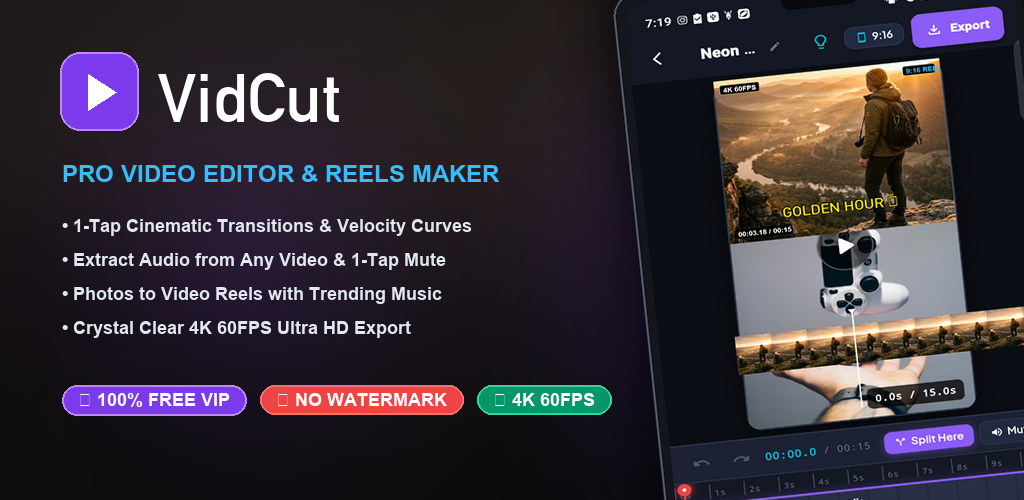 VidCut
PRO VIDEO EDITOR & REELS MAKER
• 1-Tap Cinematic Transitions & Velocity Curves
• Extract Audio from Any Video & 1-Tap Mute
• Photos to Video Reels with Trending Music
• Crystal Clear 4K 60FPS Ultra HD Export
100% FREE VIP
NO WATERMARK
4K 60FPS
7:19
Neon ...
9:16
Export
4K 60FPS
9:16 REE
GOLDEN HOUR
00:03.18 / 00:15
0.0s / 15.0s
00:00.0 / 00:15
Split Here
Mu
1s 2s 3s 4s 5s 6s 7s 8s 9s